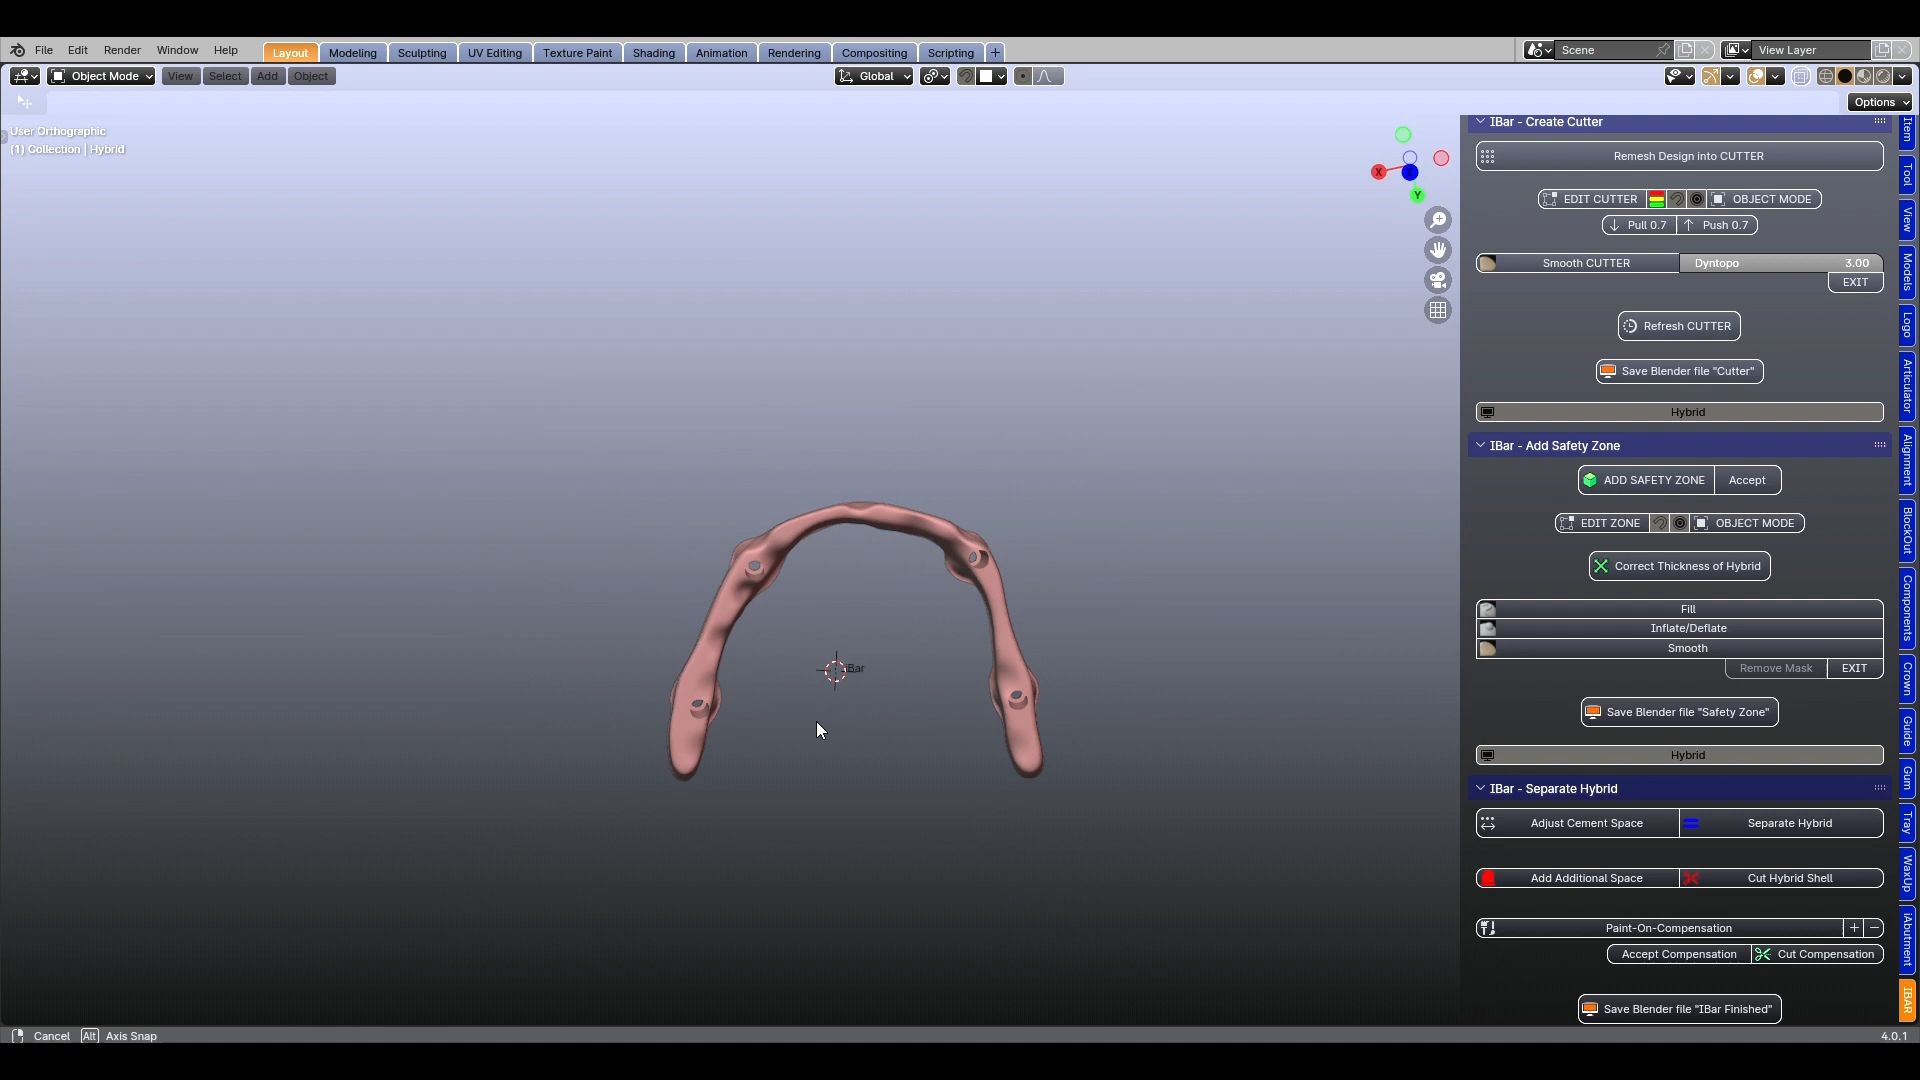 File Edit Render Window Help Layout Modeling Sculpting UV Editing Texture Paint Shading Animation Rendering Compositing Scripting + Scene View Layer
Object Mode View Select Add Object Global
Options
User Orthographic
(1) Collection | Hybrid
X
Z
Y
Bar
IBar - Create Cutter
Remesh Design into CUTTER
EDIT CUTTER OBJECT MODE
Pull 0.7 Push 0.7
Smooth CUTTER Dyntopo 3.00
EXIT
Refresh CUTTER
Save Blender file "Cutter"
Hybrid
IBar - Add Safety Zone
ADD SAFETY ZONE Accept
EDIT ZONE OBJECT MODE
Correct Thickness of Hybrid
Fill
Inflate/Deflate
Smooth
Remove Mask EXIT
Save Blender file "Safety Zone"
Hybrid
IBar - Separate Hybrid
Adjust Cement Space Separate Hybrid
Add Additional Space Cut Hybrid Shell
Paint-On-Compensation + −
Accept Compensation Cut Compensation
Save Blender file "IBar Finished"
Item
Tool
View
Models
Logo
Articulator
Alignment
BlockOut
Components
Crown
Guide
Gum
Tray
WaxUp
iAbutment
IBAR
Cancel Alt Axis Snap 4.0.1